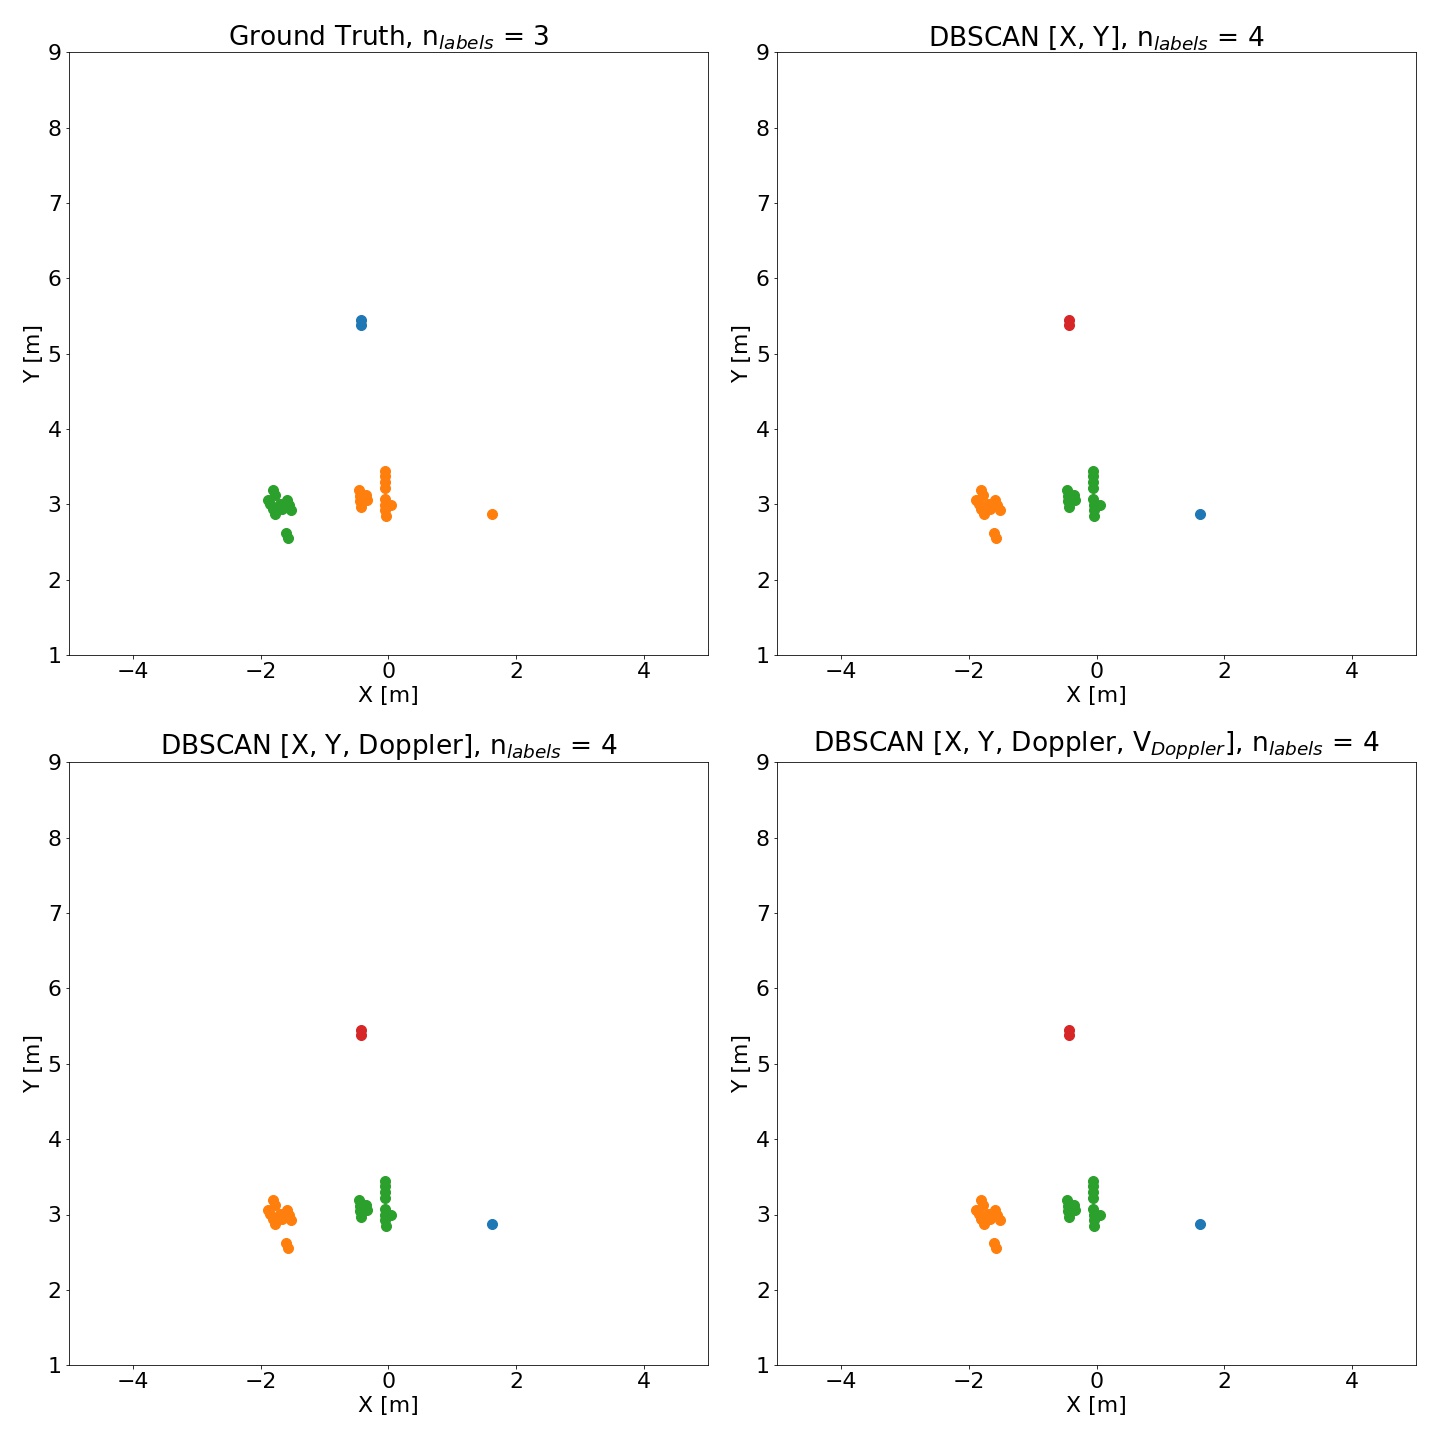 Ground Truth, n_labels = 3
9
8
7
6
5
4
3
2
1
Y [m]
−4 −2 0 2 4
X [m]
DBSCAN [X, Y], n_labels = 4
9
8
7
6
5
4
3
2
1
Y [m]
−4 −2 0 2 4
X [m]
DBSCAN [X, Y, Doppler], n_labels = 4
9
8
7
6
5
4
3
2
1
Y [m]
−4 −2 0 2 4
X [m]
DBSCAN [X, Y, Doppler, V_Doppler], n_labels = 4
9
8
7
6
5
4
3
2
1
Y [m]
−4 −2 0 2 4
X [m]